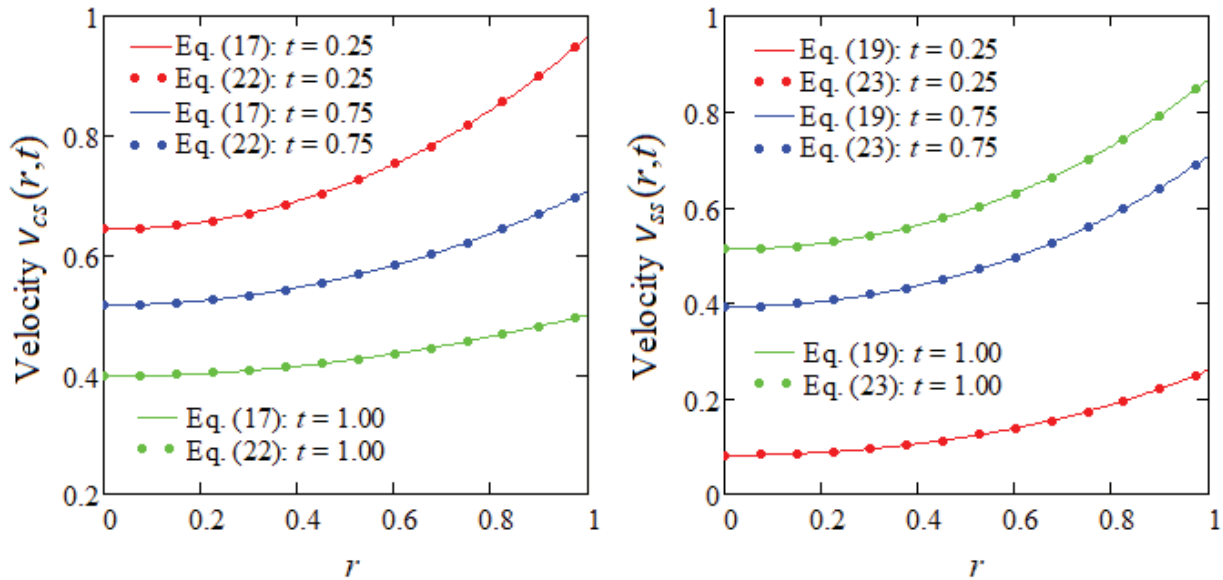 1
Eq. (17): t = 0.25
Eq. (22): t = 0.25
Eq. (17): t = 0.75
Eq. (22): t = 0.75
0.8
0.6
0.4
0.2
Velocity v_cs(r,t)
Eq. (17): t = 1.00
Eq. (22): t = 1.00
0 0.2 0.4 0.6 0.8 1
r
1
Eq. (19): t = 0.25
Eq. (23): t = 0.25
Eq. (19): t = 0.75
Eq. (23): t = 0.75
0.8
0.6
0.4
0.2
0
Velocity v_ss(r,t)
Eq. (19): t = 1.00
Eq. (23): t = 1.00
0 0.2 0.4 0.6 0.8 1
r